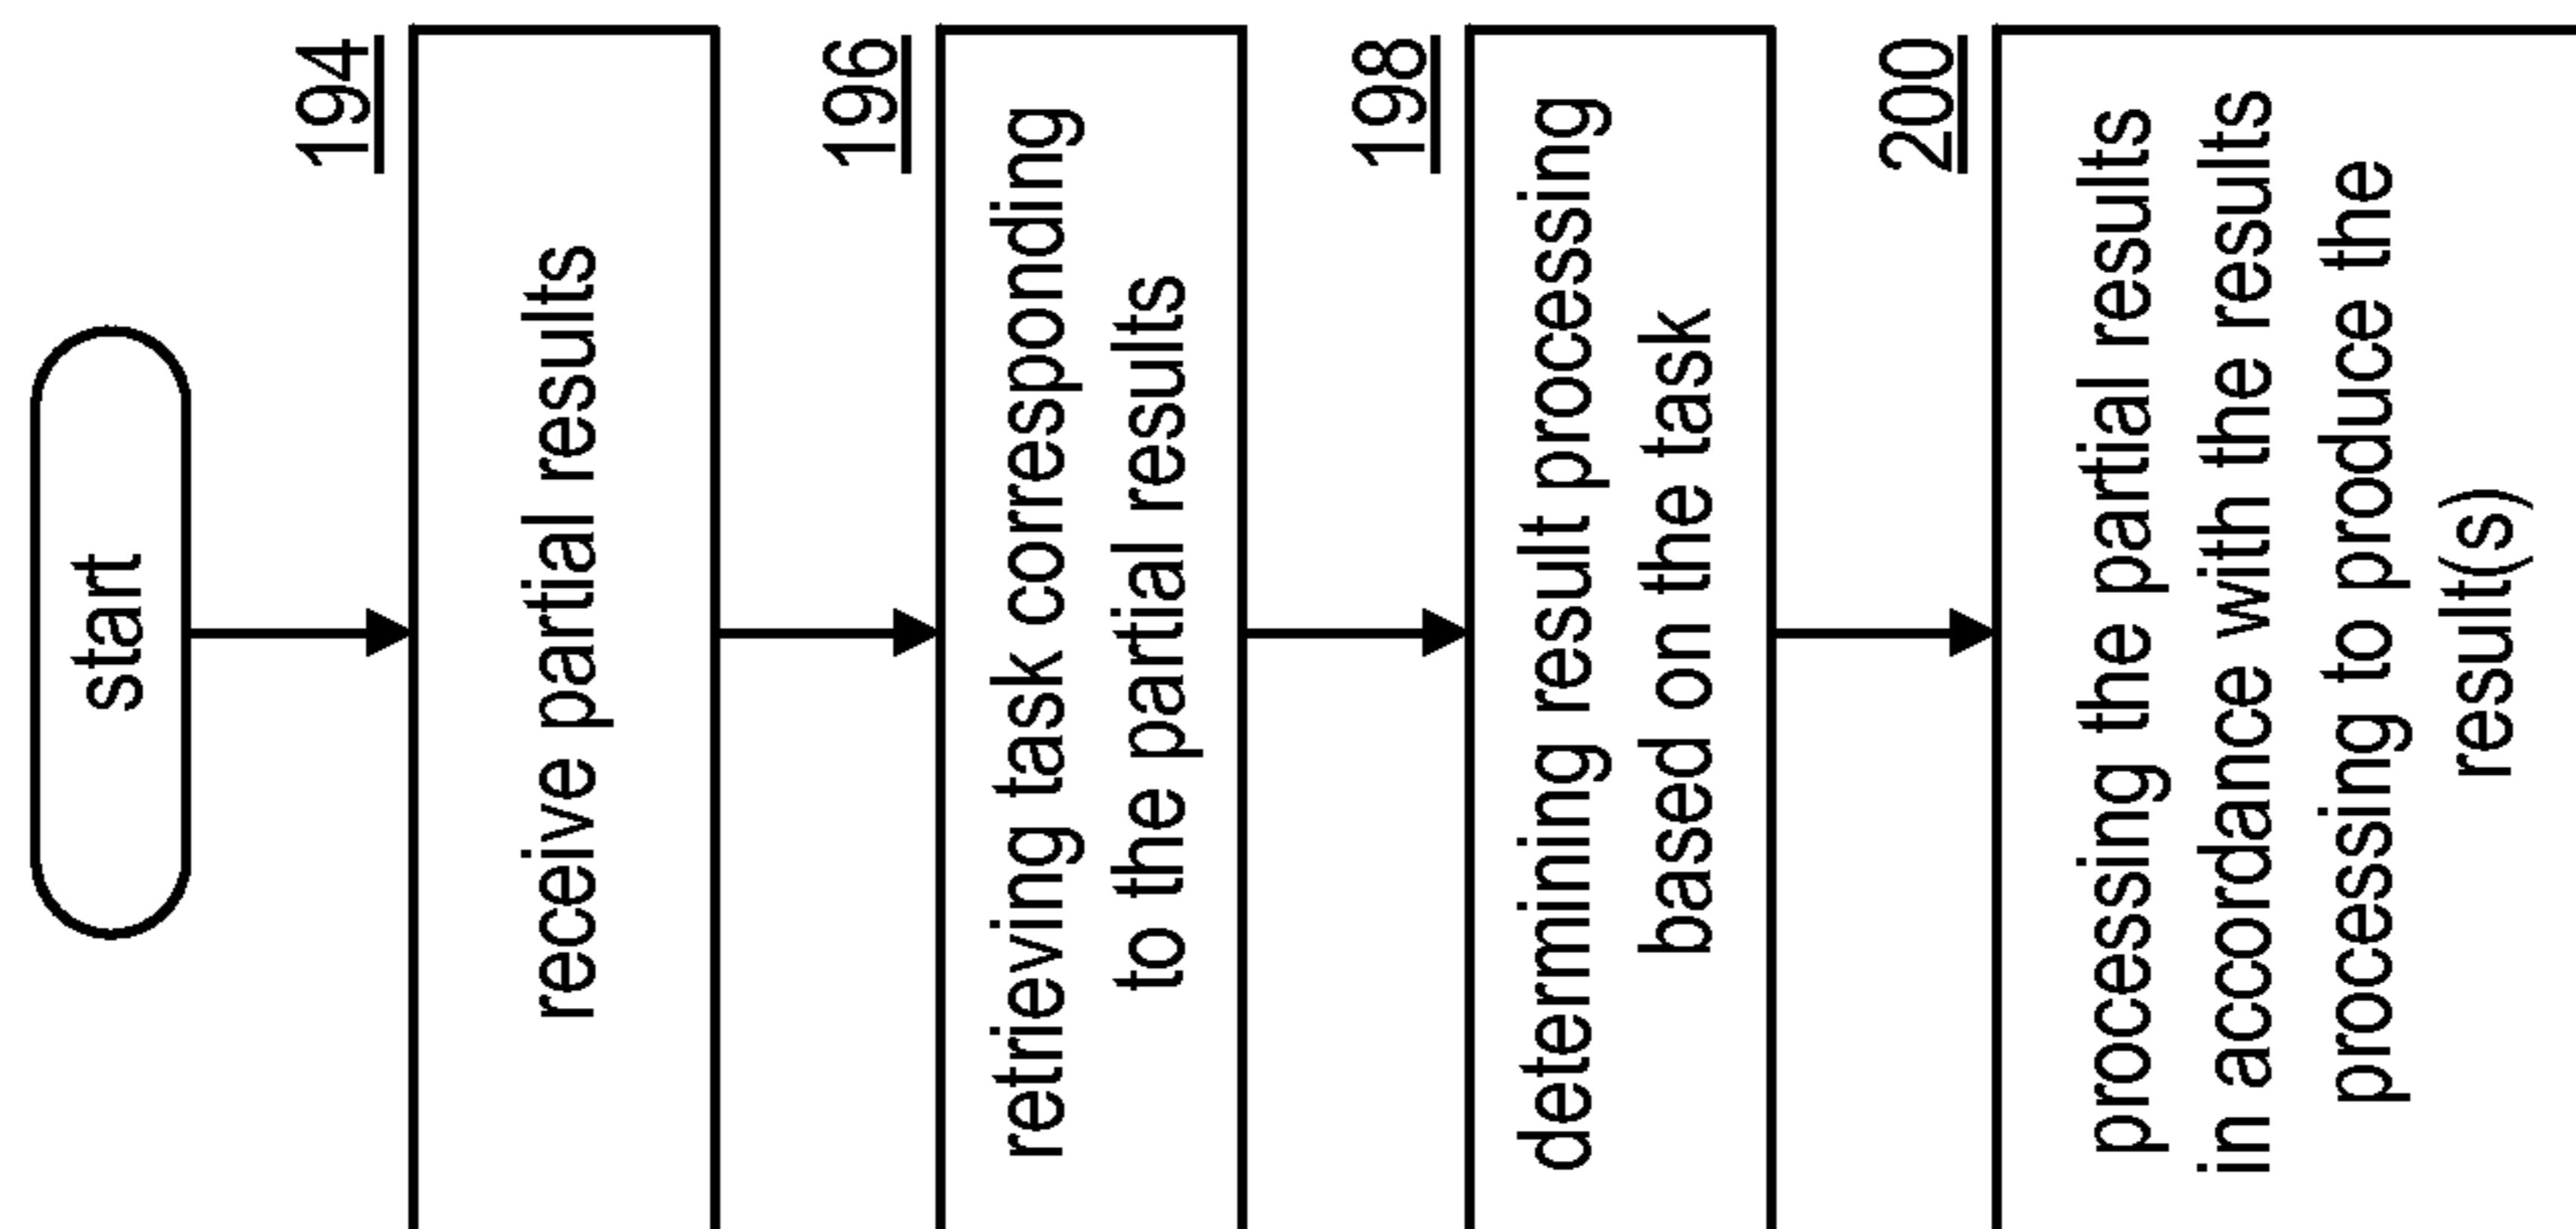 start
194
receive partial results
196
retrieving task corresponding
to the partial results
198
determining result processing
based on the task
200
processing the partial results
in accordance with the results
processing to produce the
result(s)